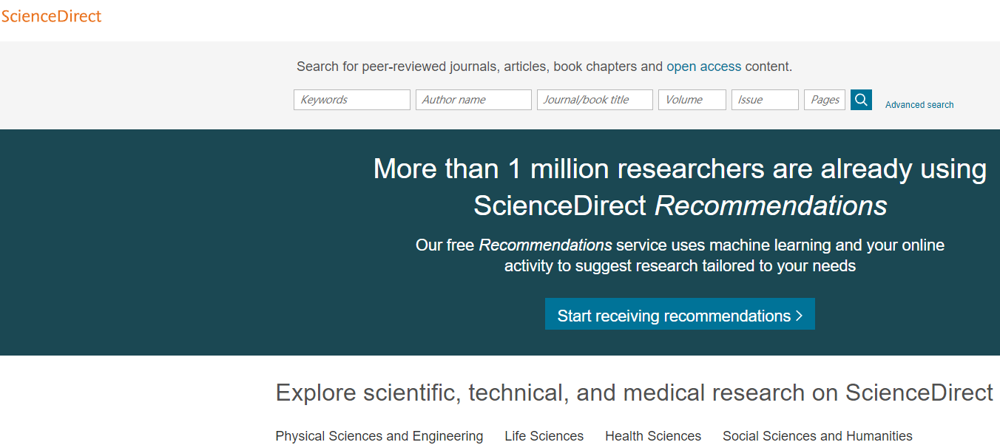 ScienceDirect
Search for peer-reviewed journals, articles, book chapters and open access content.
Keywords Author name Journal/book title Volume Issue Pages Advanced search
More than 1 million researchers are already using
ScienceDirect Recommendations
Our free Recommendations service uses machine learning and your online
activity to suggest research tailored to your needs
Start receiving recommendations
Explore scientific, technical, and medical research on ScienceDirect
Physical Sciences and Engineering Life Sciences Health Sciences Social Sciences and Humanities